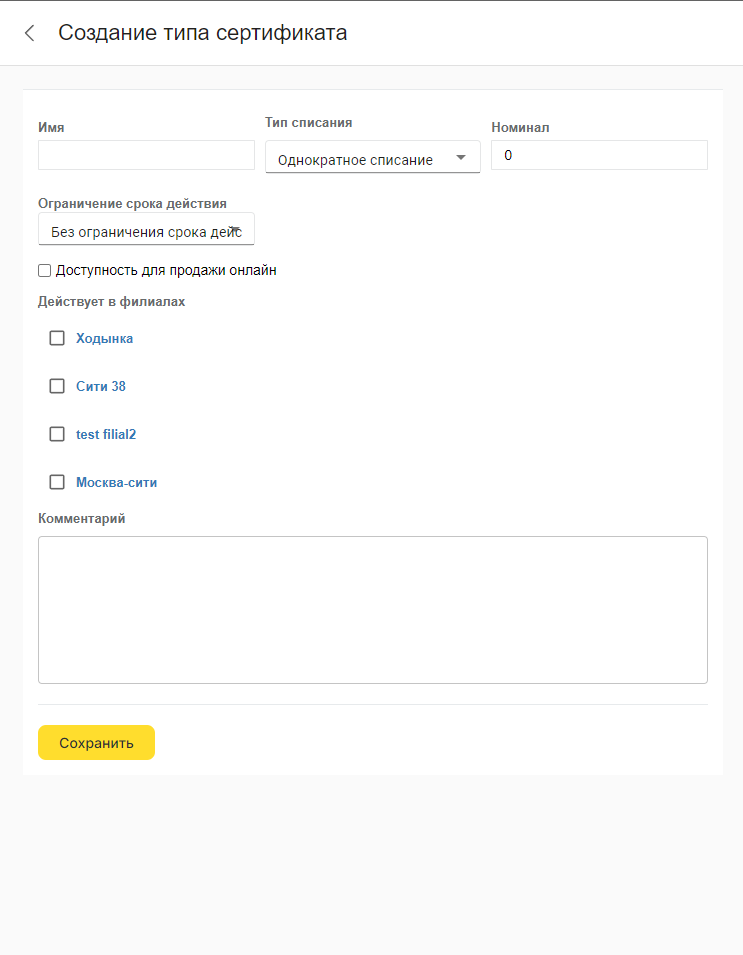 Создание типа сертификата
Имя
Тип списания
Номинал
Однократное списание
0
Ограничение срока действия
Без ограничения срока дейс
Доступность для продажи онлайн
Действует в филиалах
Ходынка
Сити 38
test filial2
Москва-сити
Комментарий
Сохранить